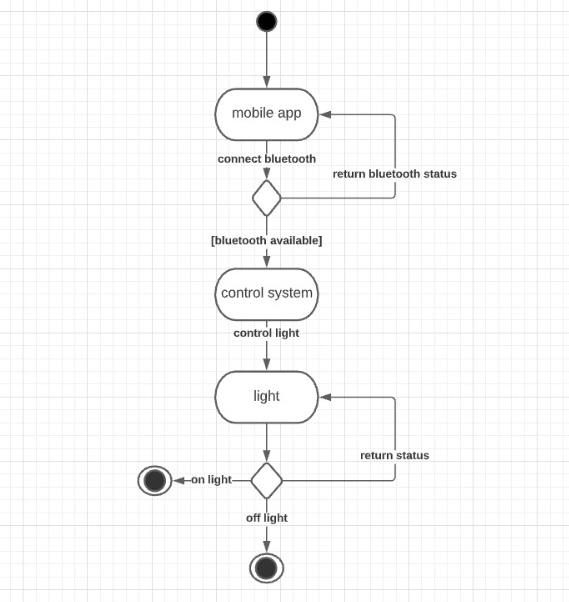 mobile app
connect bluetooth
return bluetooth status
[bluetooth available]
control system
control light
light
return status
on light
off light